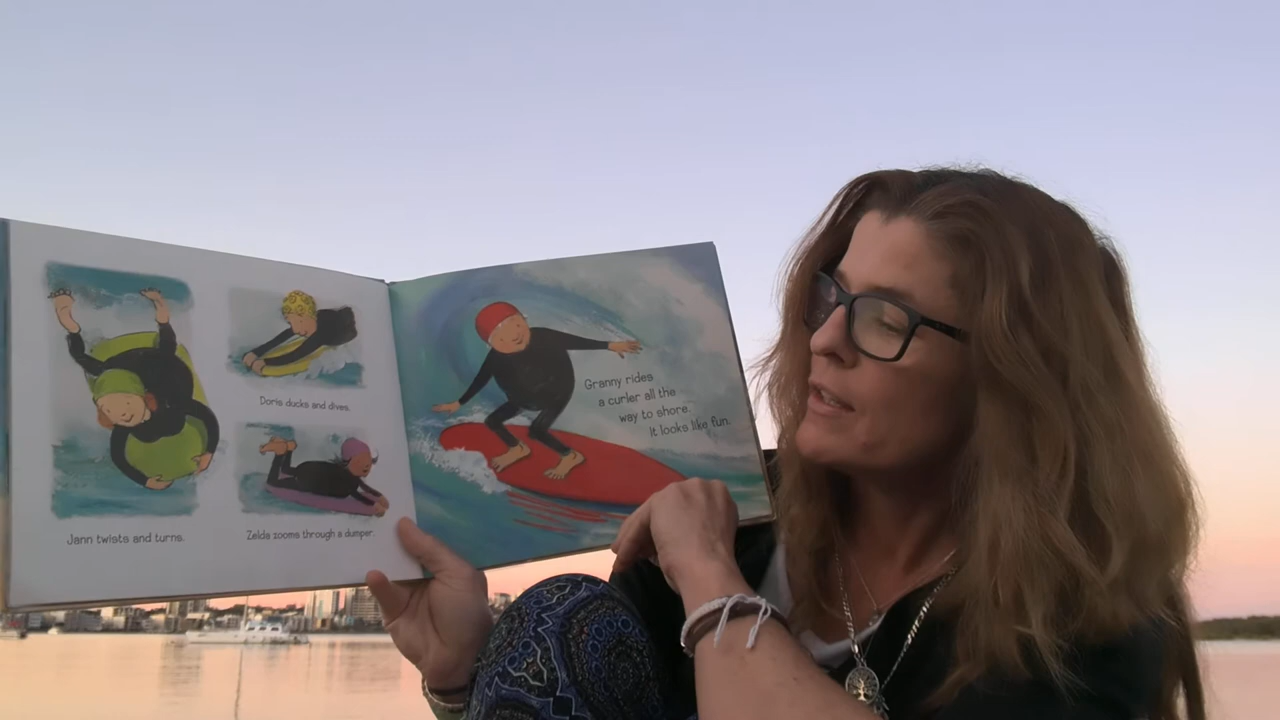 Jann twists and turns.
Doris ducks and dives.
Zelda zooms through a dumper.
Granny rides
a curler all the
way to shore.
It looks like fun.